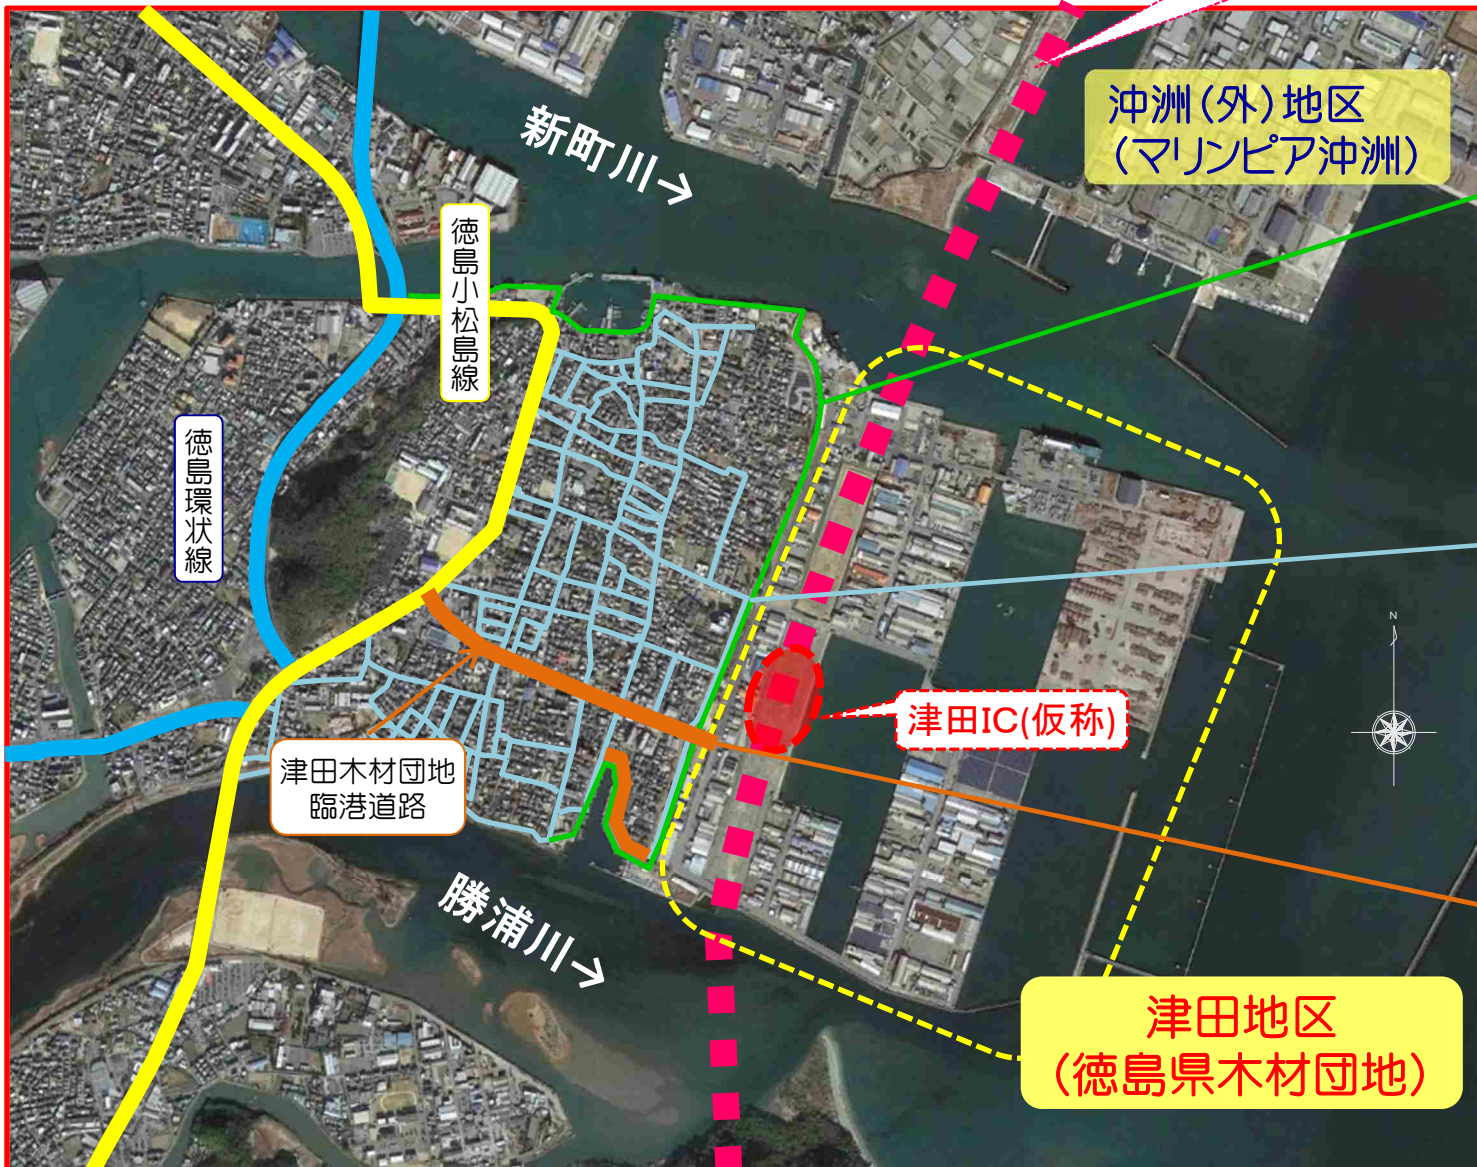 沖洲(外)地区
(マリンピア沖洲)
新町川→
徳島小松島線
徳島環状線
N
津田IC(仮称)
津田木材団地
臨港道路
勝浦川→
津田地区
(徳島県木材団地)